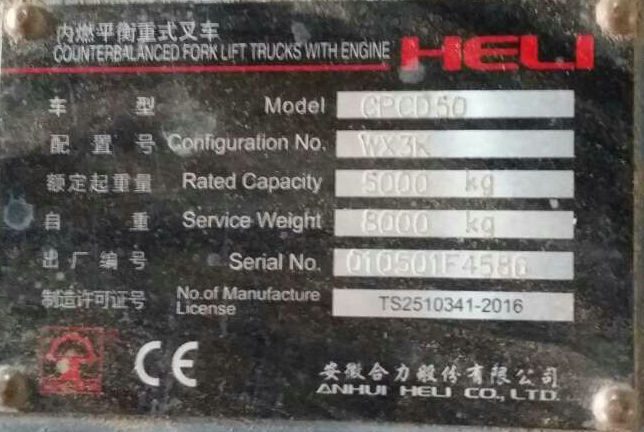 内燃平衡重式叉车
COUNTERBALANCED FORK LIFT TRUCKS WITH ENGINE HELI
车 型 Model CPCD50
配置号 Configuration No. WX3K
额定起重量 Rated Capacity 5000 kg
自 重 Service Weight 8000 kg
出厂编号 Serial No.
制造许可证号 No.of Manufacture License TS2510341-2016
CE
安徽合力股份有限公司
ANHUI HELI CO., LTD.